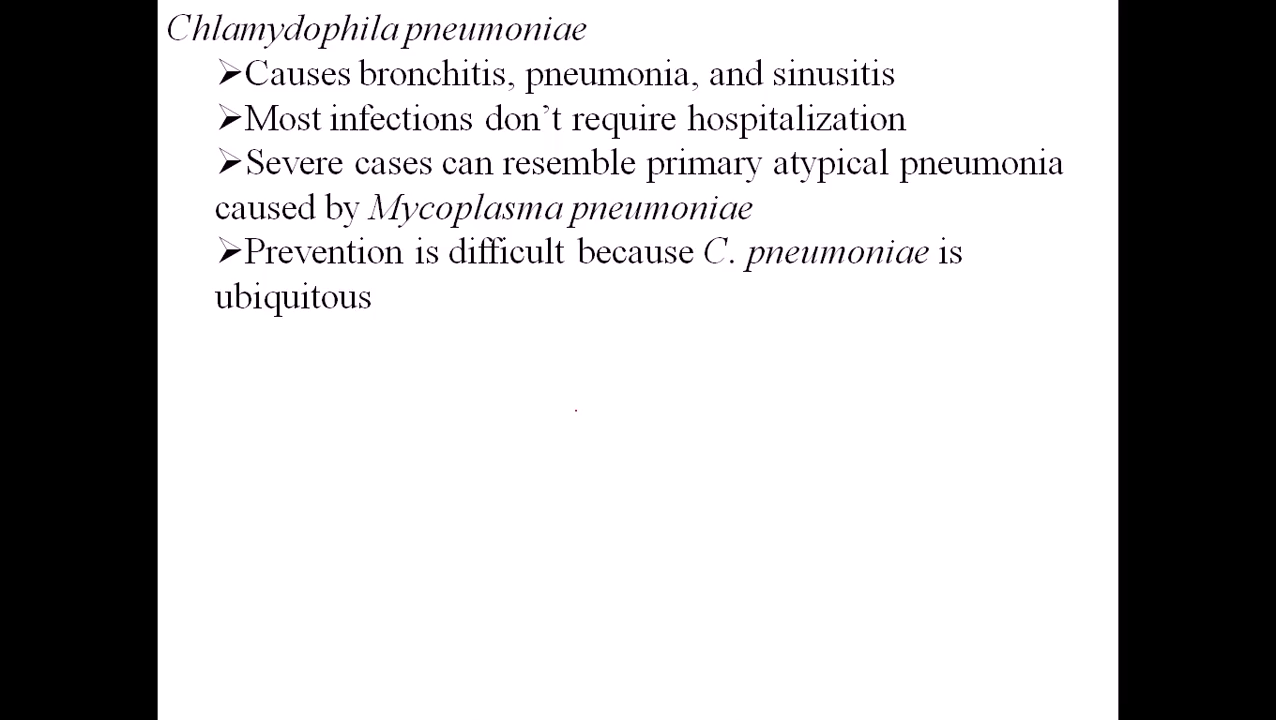 Chlamydophila pneumoniae
➢Causes bronchitis, pneumonia, and sinusitis
➢Most infections don’t require hospitalization
➢Severe cases can resemble primary atypical pneumonia
caused by Mycoplasma pneumoniae
➢Prevention is difficult because C. pneumoniae is
ubiquitous